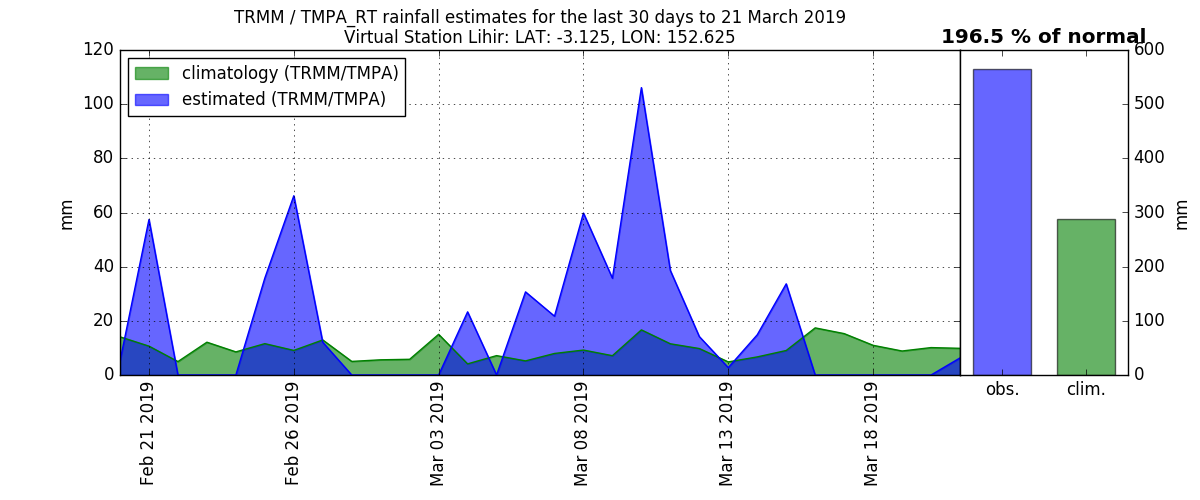 TRMM / TMPA_RT rainfall estimates for the last 30 days to 21 March 2019
Virtual Station Lihir: LAT: -3.125, LON: 152.625
196.5 % of normal
climatology (TRMM/TMPA)
estimated (TRMM/TMPA)
mm
120
100
80
60
40
20
0
Feb 21 2019
Feb 26 2019
Mar 03 2019
Mar 08 2019
Mar 13 2019
Mar 18 2019
600
500
400
300
200
100
0
mm
obs.
clim.